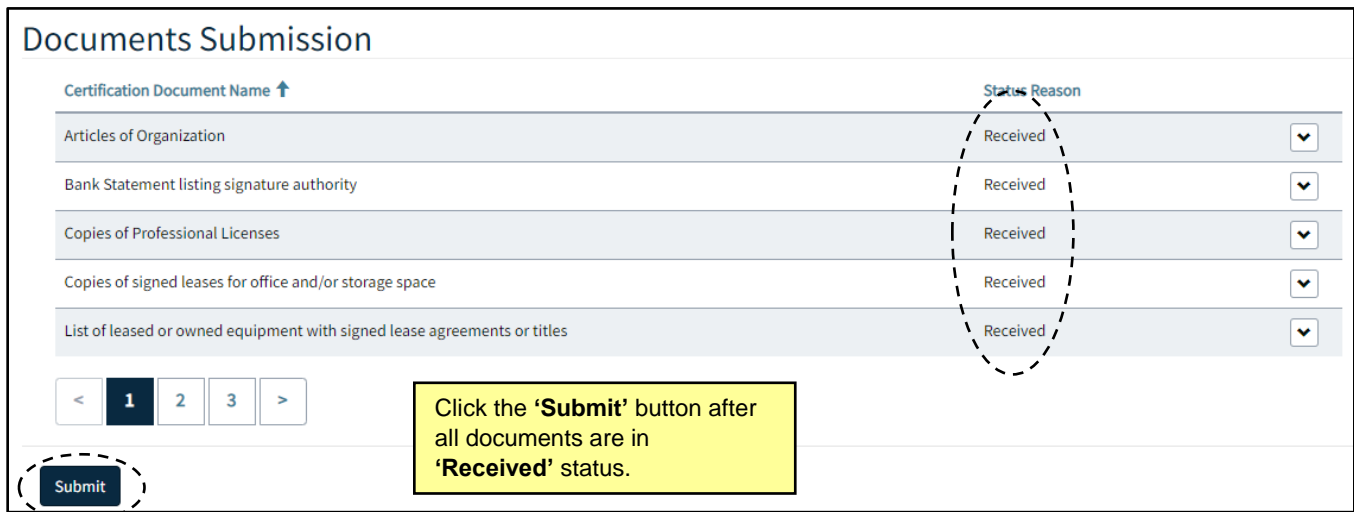 Documents Submission
Certification Document Name ↑ Status Reason
Articles of Organization Received
Bank Statement listing signature authority Received
Copies of Professional Licenses Received
Copies of signed leases for office and/or storage space Received
List of leased or owned equipment with signed lease agreements or titles Received
< 1 2 3 >
Click the ‘Submit’ button after
all documents are in
‘Received’ status.
Submit